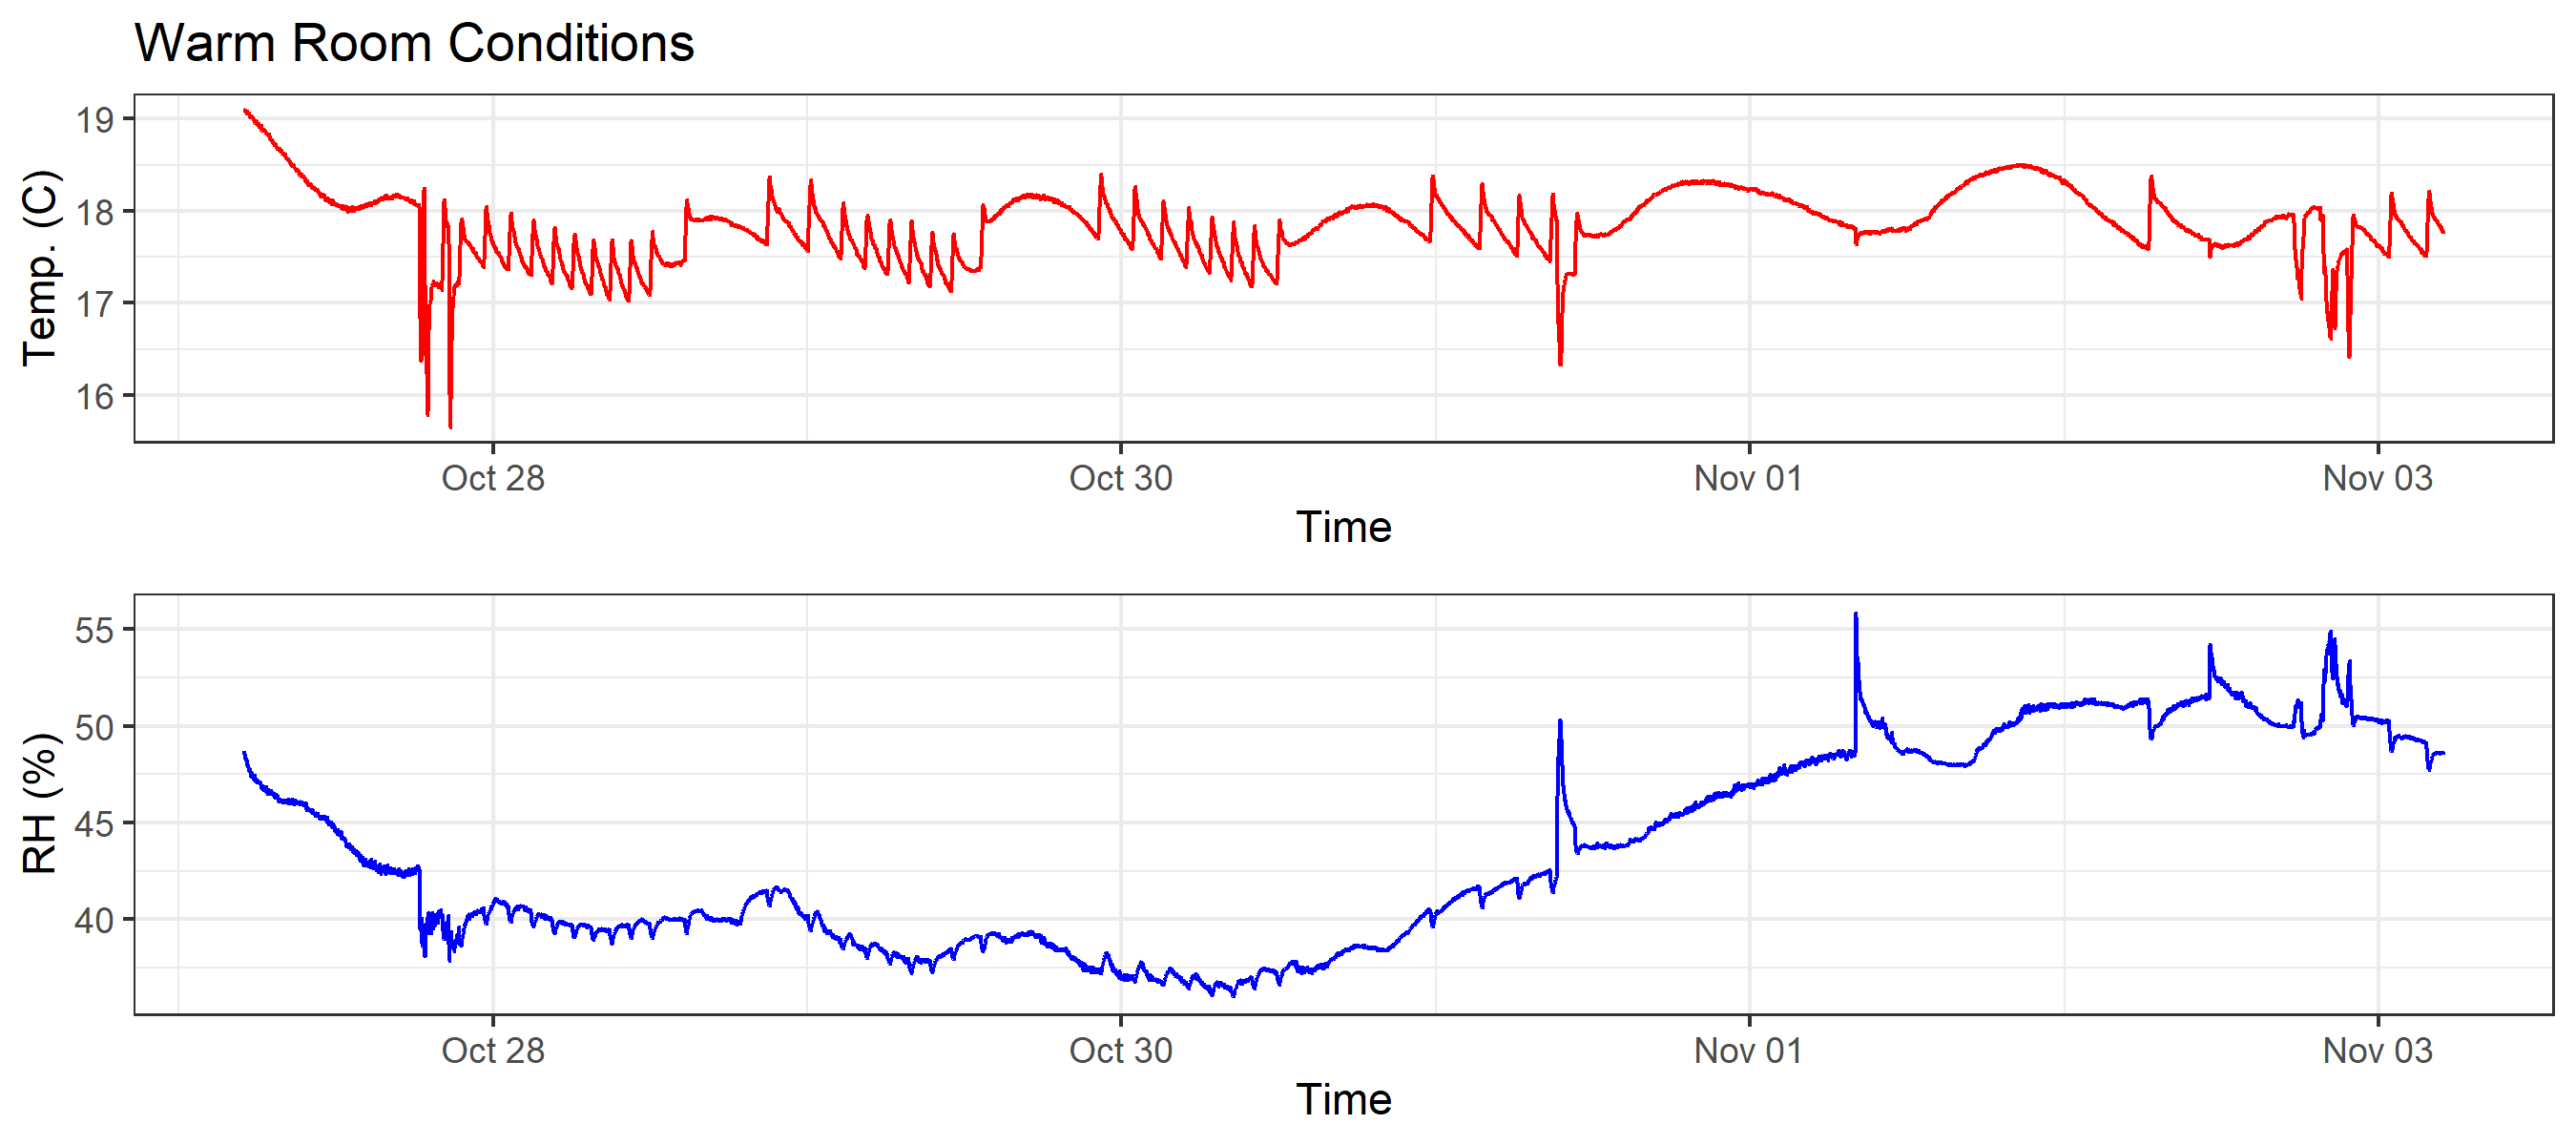 Warm Room Conditions
Temp. (C)
19
18
17
16
Oct 28 Oct 30 Nov 01 Nov 03
Time
RH (%)
55
50
45
40
Oct 28 Oct 30 Nov 01 Nov 03
Time